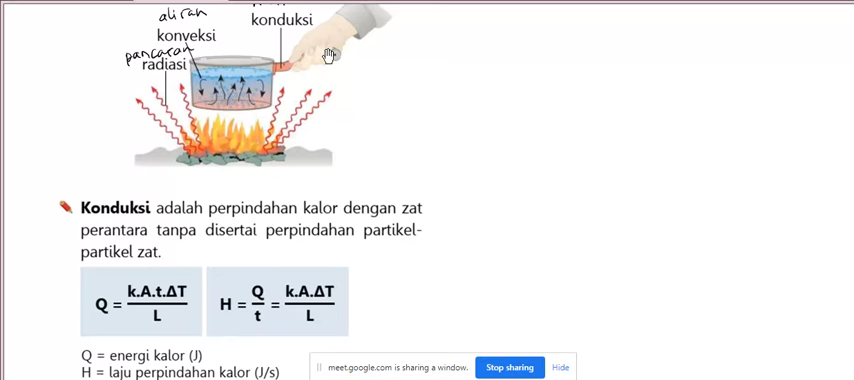 aliran
konduksi
konveksi
pancaran
radiasi
Konduksi adalah perpindahan kalor dengan zat
perantara tanpa disertai perpindahan partikel-
partikel zat.
Q = k.A.t.ΔT / L
H = Q / t = k.A.ΔT / L
Q = energi kalor (J)
H = laju perpindahan kalor (J/s)
meet.google.com is sharing a window. Stop sharing Hide